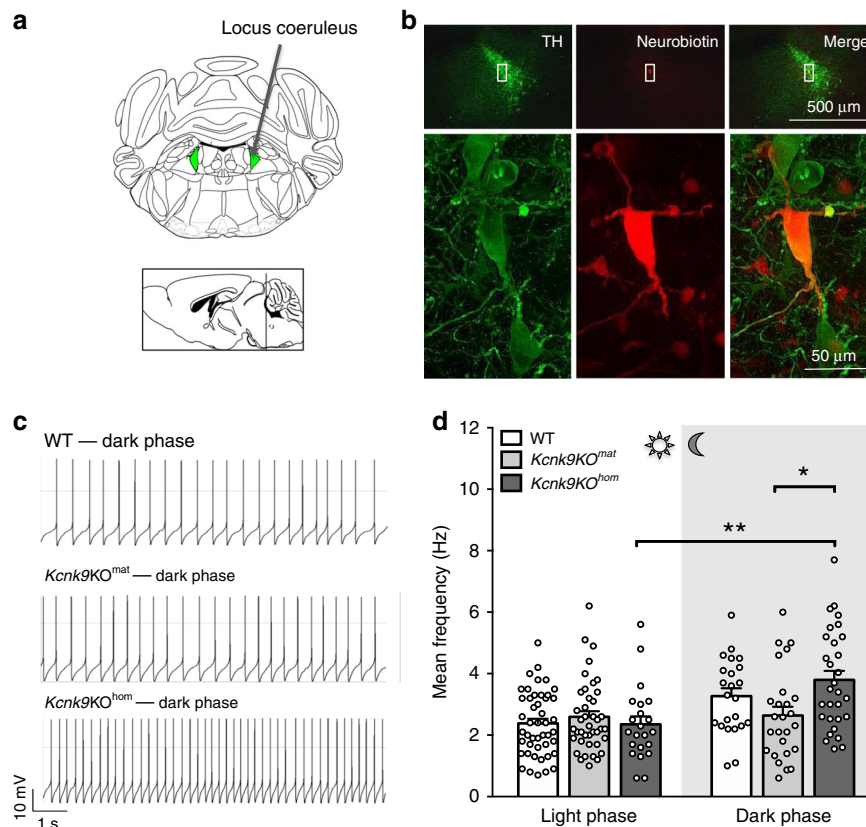 a
Locus coeruleus
b
TH
Neurobiotin
Merge
500 µm
50 µm
c
WT — dark phase
Kcnk9KO^mat — dark phase
Kcnk9KO^hom — dark phase
10 mV
1 s
d
12
10
8
6
4
2
0
Mean frequency (Hz)
WT
Kcnk9KO^mat
Kcnk9KO^hom
*
**
Light phase
Dark phase